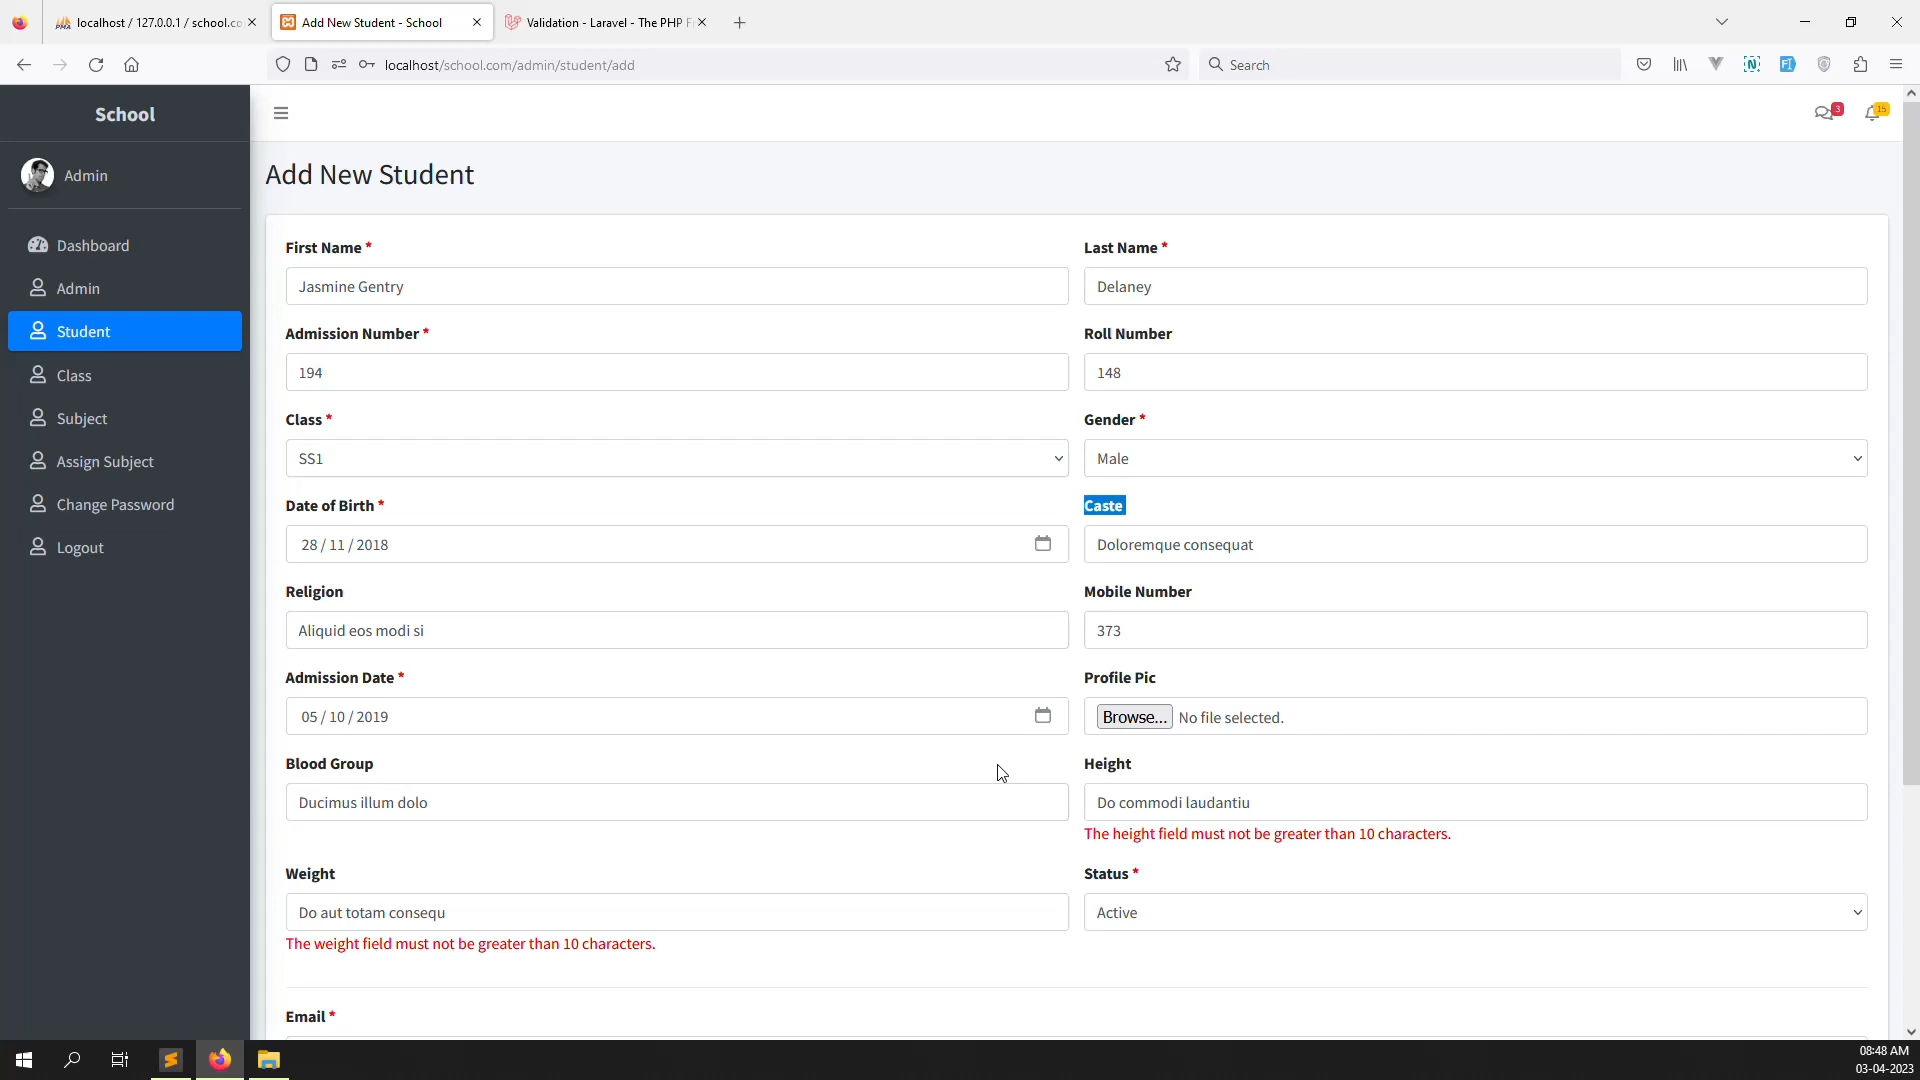 localhost / 127.0.0.1 / school.co
Add New Student - School
Validation - Laravel - The PHP F
localhost/school.com/admin/student/add
Search
School
3
15
Admin
Add New Student
Dashboard
Admin
Student
Class
Subject
Assign Subject
Change Password
Logout
First Name *
Last Name *
Jasmine Gentry
Delaney
Admission Number *
Roll Number
194
148
Class *
Gender *
SS1
Male
Date of Birth *
Caste
28 / 11 / 2018
Doloremque consequat
Religion
Mobile Number
Aliquid eos modi si
373
Admission Date *
Profile Pic
05 / 10 / 2019
Browse... No file selected.
Blood Group
Height
Ducimus illum dolo
Do commodi laudantiu
The height field must not be greater than 10 characters.
Weight
Status *
Do aut totam consequ
Active
The weight field must not be greater than 10 characters.
Email *
08:48 AM
03-04-2023